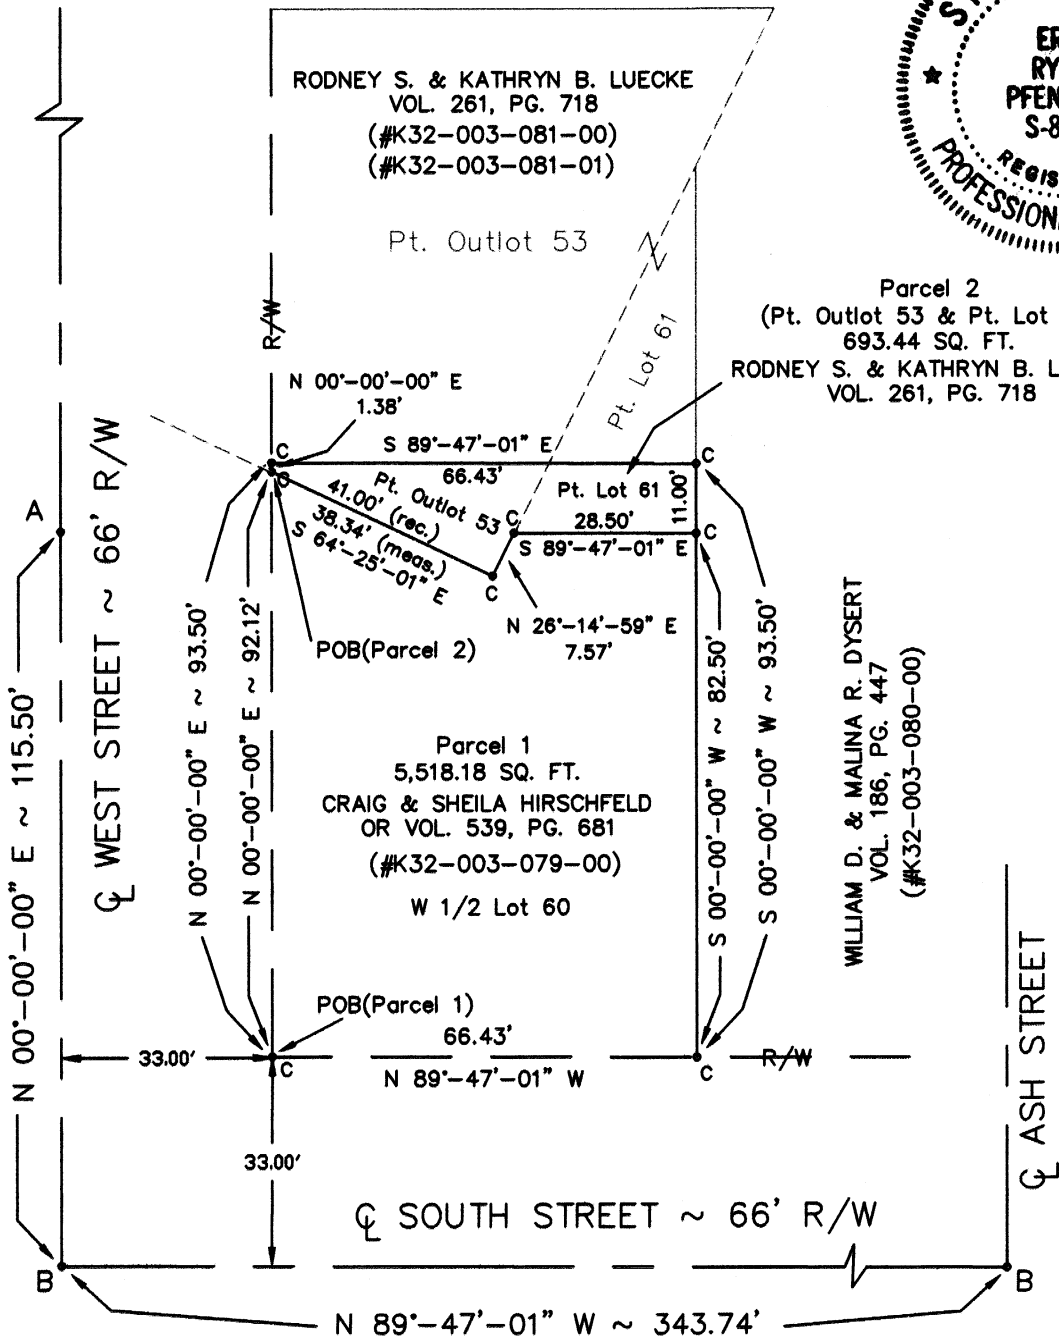 RODNEY S. & KATHRYN B. LUECKE
VOL. 261, PG. 718
(#K32-003-081-00)
(#K32-003-081-01)
Pt. Outlot 53
S-8
PROFESSION
R/W
Pt. Lot 61
Parcel 2
(Pt. Outlot 53 & Pt. Lot
693.44 SQ. FT.
RODNEY S. & KATHRYN B. L
VOL. 261, PG. 718
N 00°-00'-00" E
1.38'
S 89°-47'-01" E
66.43'
C
C
C
Pt. Outlot 53
41.00' (rec.)
38.34' (meas.)
S 64°-25'-01" E
Pt. Lot 61
28.50'
11.00'
S 89°-47'-01" E
C
C
C
A
N 26°-14'-59" E
7.57'
POB(Parcel 2)
N 00°-00'-00" E ~ 115.50'
℄ WEST STREET ~ 66' R/W
N 00°-00'-00" E ~ 93.50'
N 00°-00'-00" E ~ 92.12'
S 00°-00'-00" W ~ 82.50'
S 00°-00'-00" W ~ 93.50'
WILLIAM D. & MALINA R. DYSERT
VOL. 186, PG. 447
(#K32-003-080-00)
Parcel 1
5,518.18 SQ. FT.
CRAIG & SHEILA HIRSCHFELD
OR VOL. 539, PG. 681
(#K32-003-079-00)
W 1/2 Lot 60
POB(Parcel 1)
66.43'
33.00'
C
N 89°-47'-01" W
C
R/W
℄ ASH STREET
33.00'
℄ SOUTH STREET ~ 66' R/W
B
B
N 89°-47'-01" W ~ 343.74'